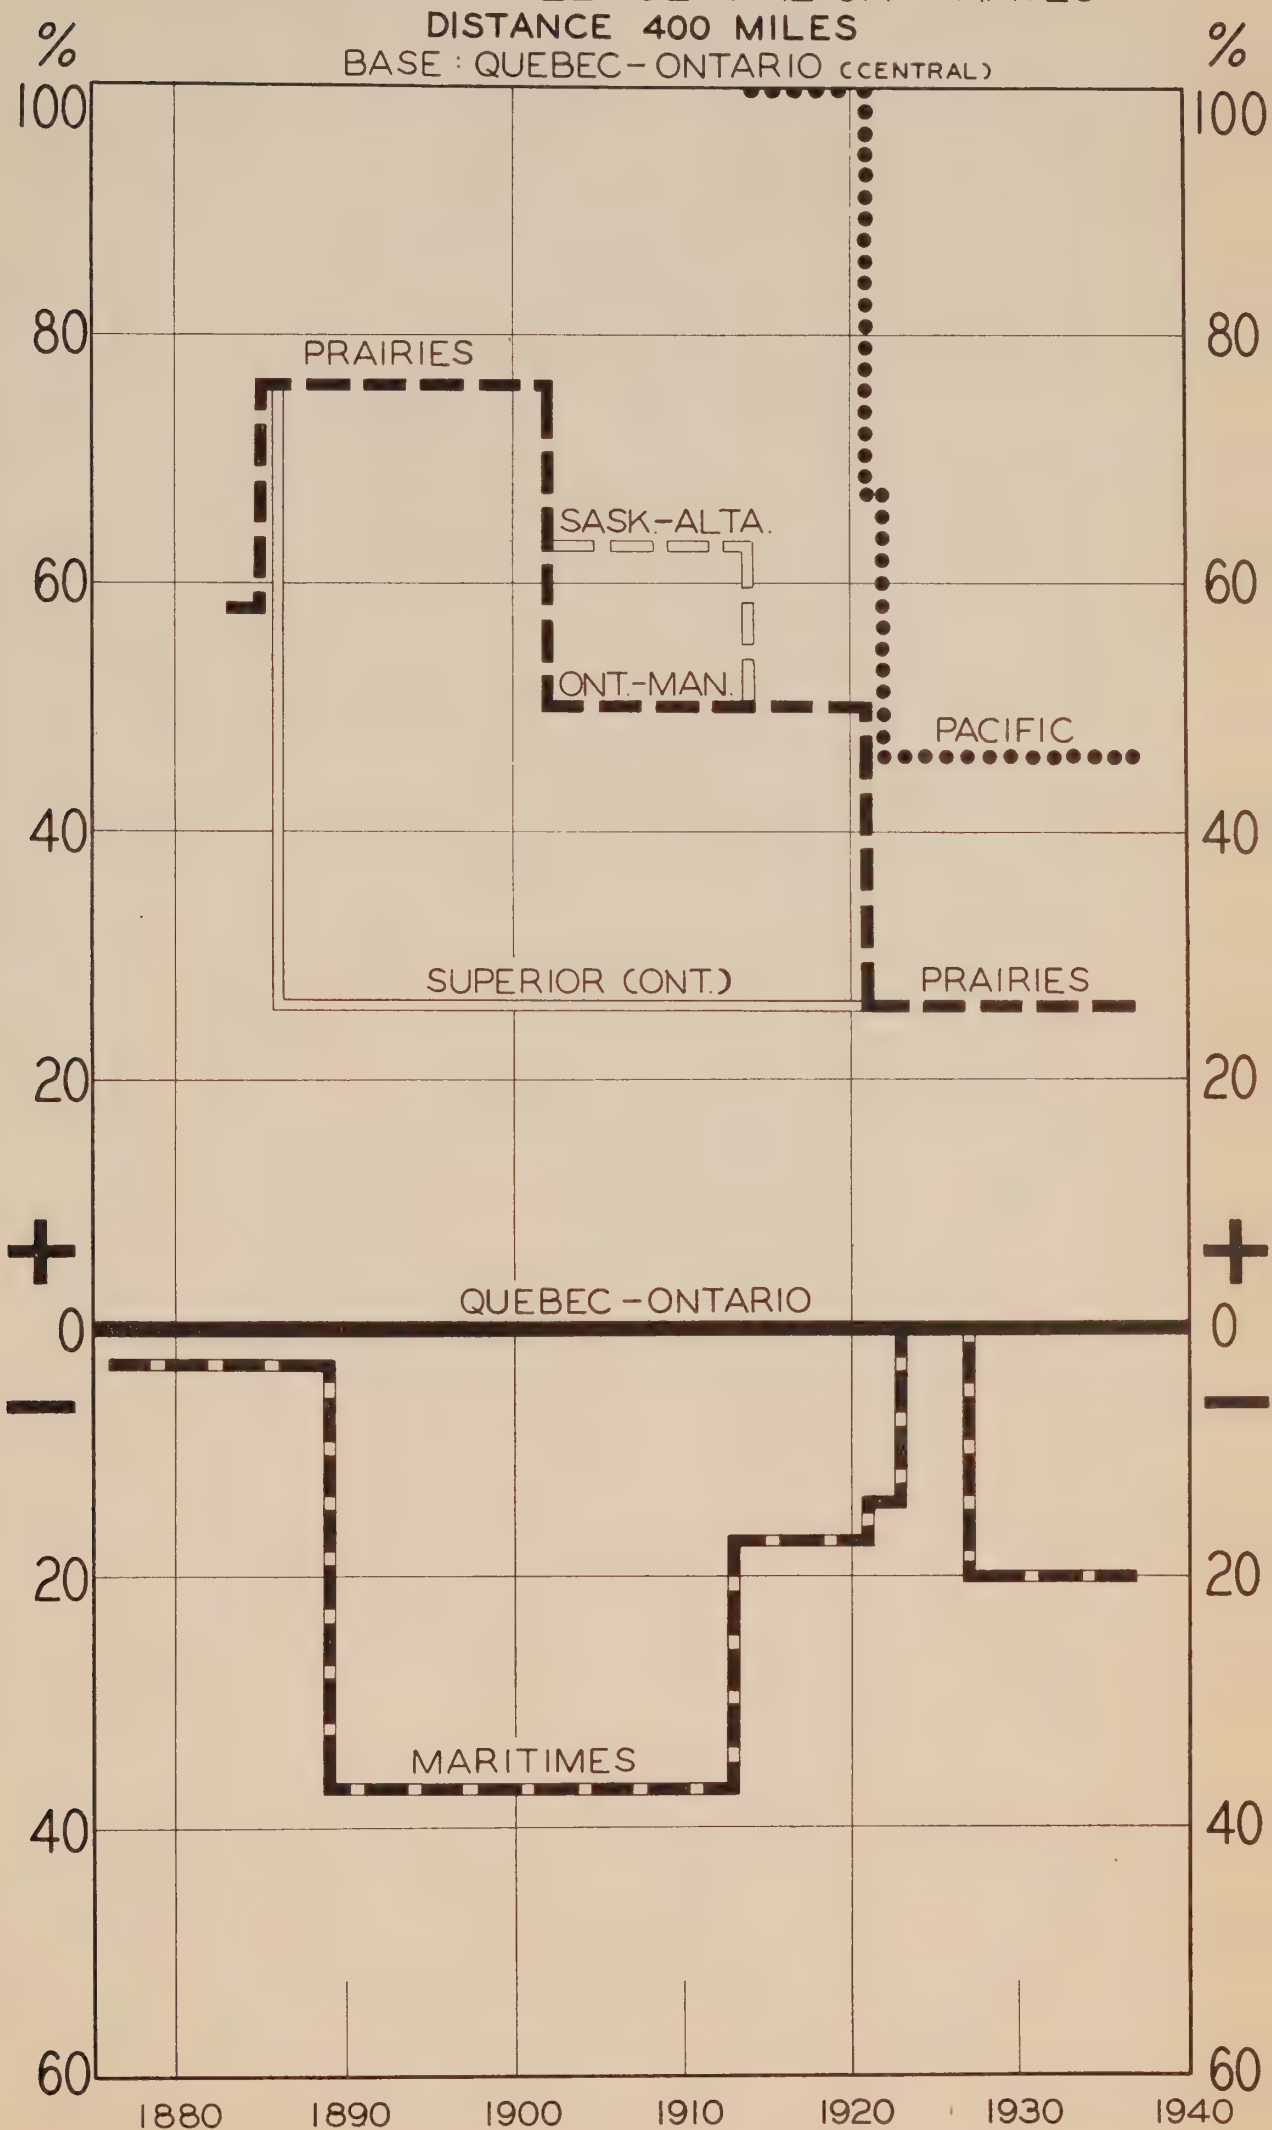 DISTANCE 400 MILES
BASE : QUEBEC-ONTARIO (CENTRAL)
% %
100 100
80 80
PRAIRIES
SASK.-ALTA.
60 60
ONT.-MAN.
PACIFIC
40 40
SUPERIOR (ONT.) PRAIRIES
20 20
+ +
QUEBEC-ONTARIO
0 0
- -
20 20
MARITIMES
40 40
60 60
1880 1890 1900 1910 1920 1930 1940